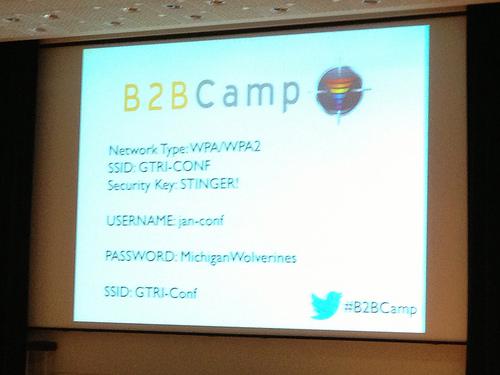 B2BCamp
Network Type: WPA/WPA2
SSID: GTRI-CONF
Security Key: STINGER!
USERNAME: jan-conf
PASSWORD: MichiganWolverines
SSID: GTRI-Conf
#B2BCamp